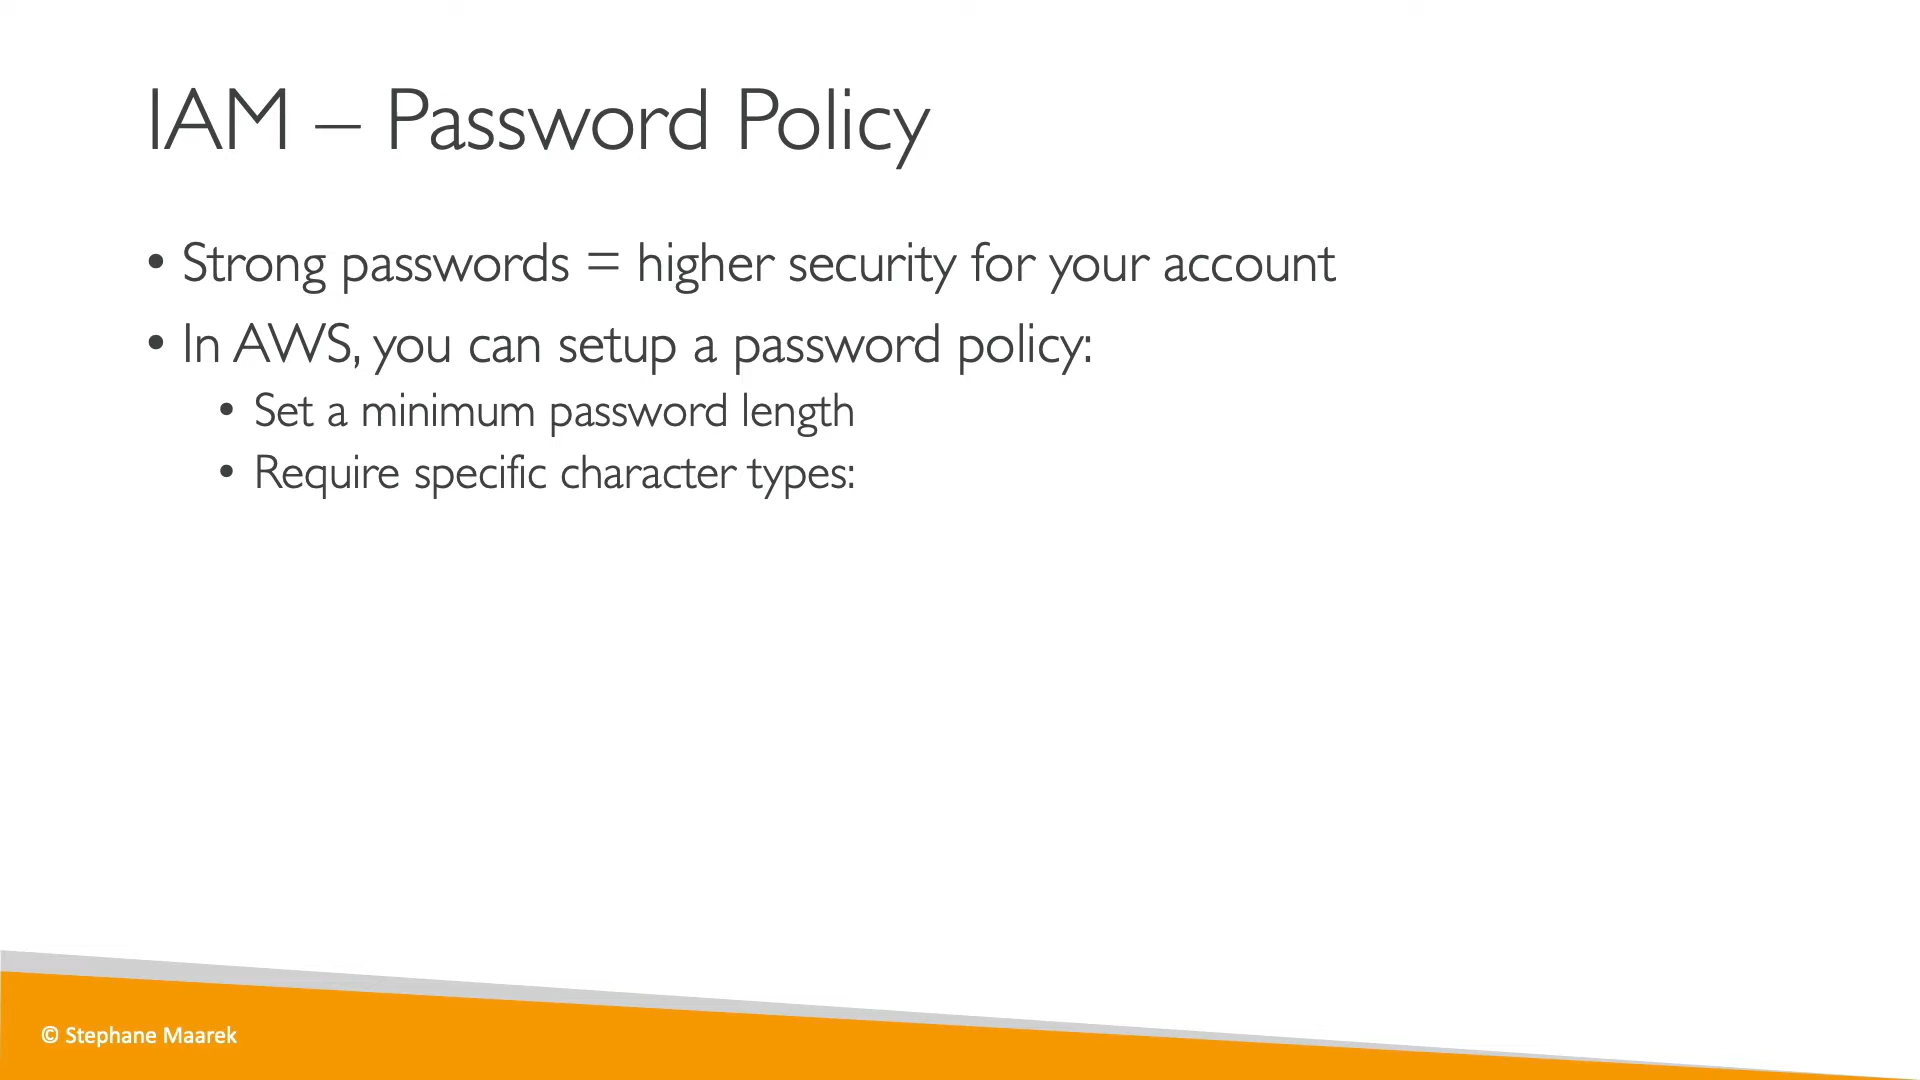 IAM – Password Policy
• Strong passwords = higher security for your account
• In AWS, you can setup a password policy:
• Set a minimum password length
• Require specific character types:
© Stephane Maarek